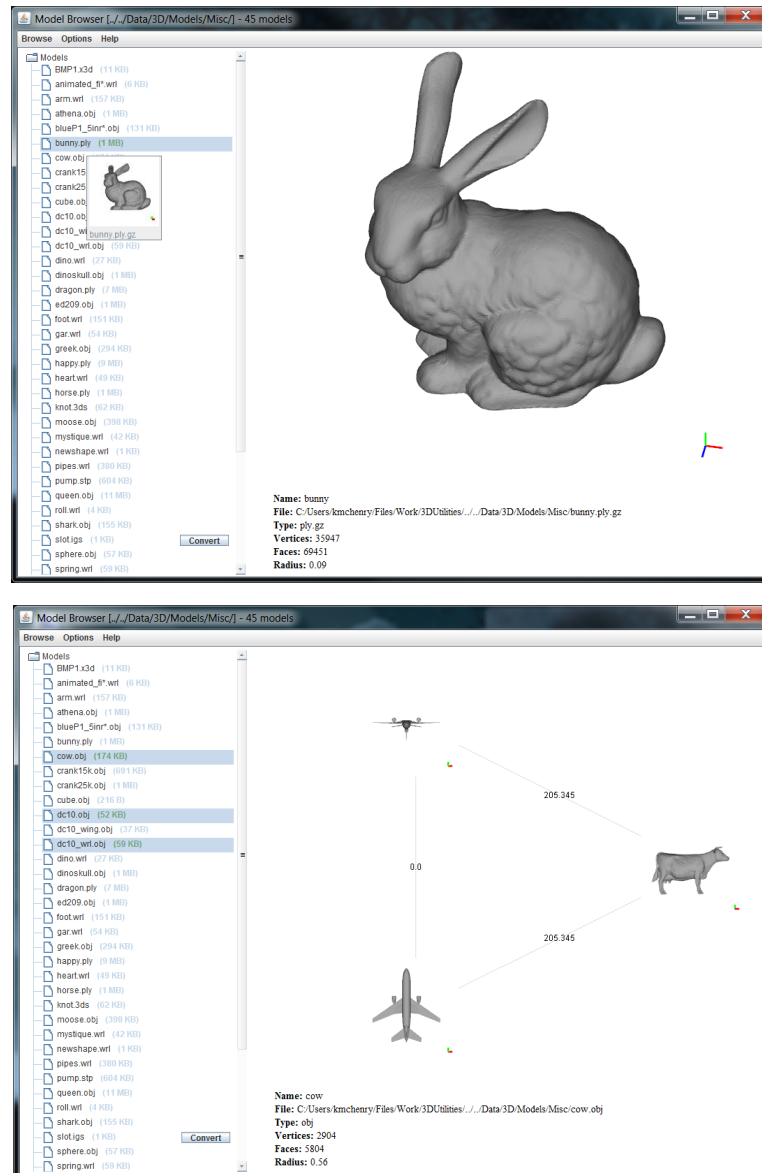 Model Browser [../../Data/3D/Models/Misc/] - 45 models
Browse Options Help
Models
BMP1.x3d (11 KB)
animated_fi*.wrl (6 KB)
arm.wrl (157 KB)
athena.obj (1 MB)
blueP1_5inr*.obj (131 KB)
bunny.ply (1 MB)
cow.obj
crank15
crank25
cube.ob
dc10.ob
dc10_wi
bunny.ply.gz
dc10_wrl.obj (59 KB)
dino.wrl (27 KB)
dinoskull.obj (1 MB)
dragon.ply (7 MB)
ed209.obj (1 MB)
foot.wrl (151 KB)
gar.wrl (54 KB)
greek.obj (294 KB)
happy.ply (9 MB)
heart.wrl (49 KB)
horse.ply (1 MB)
knot.3ds (62 KB)
moose.obj (398 KB)
mystique.wrl (42 KB)
newshape.wrl (1 KB)
pipes.wrl (380 KB)
pump.stp (604 KB)
queen.obj (11 MB)
roll.wrl (4 KB)
shark.obj (155 KB)
slot.igs (1 KB)
sphere.obj (57 KB)
spring.wrl (59 KB)
Convert
Name: bunny
File: C:/Users/kmchenry/Files/Work/3DUtilities/../../Data/3D/Models/Misc/bunny.ply.gz
Type: ply.gz
Vertices: 35947
Faces: 69451
Radius: 0.09
Model Browser [../../Data/3D/Models/Misc/] - 45 models
Browse Options Help
Models
BMP1.x3d (11 KB)
animated_fi*.wrl (6 KB)
arm.wrl (157 KB)
athena.obj (1 MB)
blueP1_5inr*.obj (131 KB)
bunny.ply (1 MB)
cow.obj (174 KB)
crank15k.obj (691 KB)
crank25k.obj (1 MB)
cube.obj (216 B)
dc10.obj (52 KB)
dc10_wing.obj (37 KB)
dc10_wrl.obj (59 KB)
dino.wrl (27 KB)
dinoskull.obj (1 MB)
dragon.ply (7 MB)
ed209.obj (1 MB)
foot.wrl (151 KB)
gar.wrl (54 KB)
greek.obj (294 KB)
happy.ply (9 MB)
heart.wrl (49 KB)
horse.ply (1 MB)
knot.3ds (62 KB)
moose.obj (398 KB)
mystique.wrl (42 KB)
newshape.wrl (1 KB)
pipes.wrl (380 KB)
pump.stp (604 KB)
queen.obj (11 MB)
roll.wrl (4 KB)
shark.obj (155 KB)
slot.igs (1 KB)
sphere.obj (57 KB)
spring.wrl (59 KB)
Convert
205.345
0.0
205.345
Name: cow
File: C:/Users/kmchenry/Files/Work/3DUtilities/../../Data/3D/Models/Misc/cow.obj
Type: obj
Vertices: 2904
Faces: 5804
Radius: 0.56